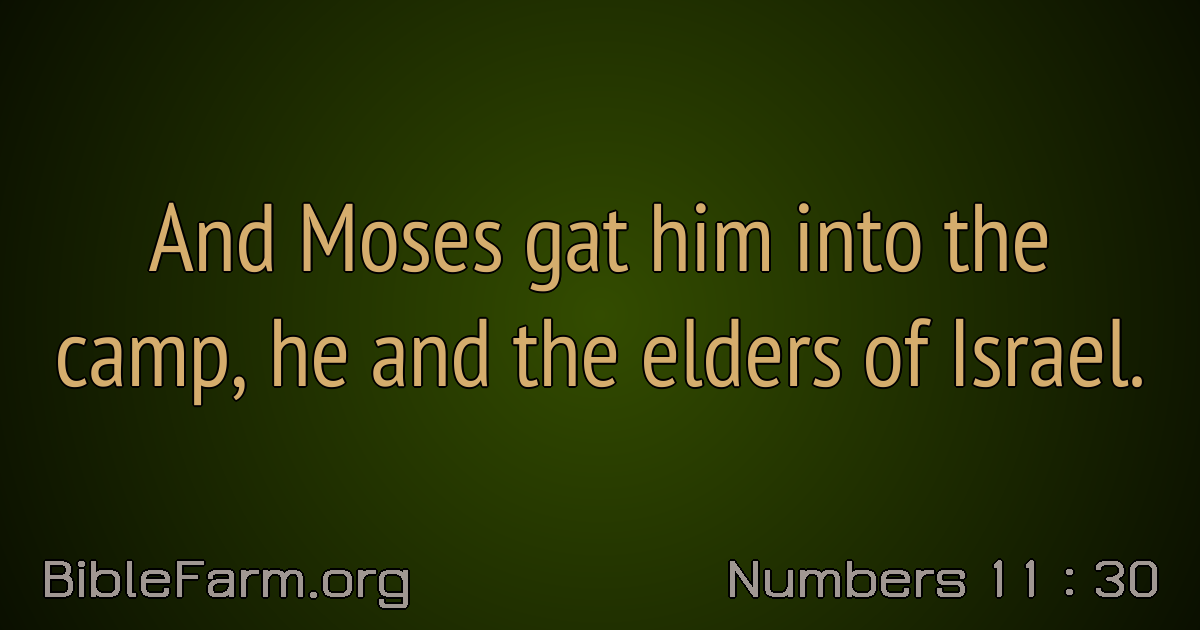 And Moses gat him into the
camp, he and the elders of Israel.
BibleFarm.org
Numbers 11 : 30